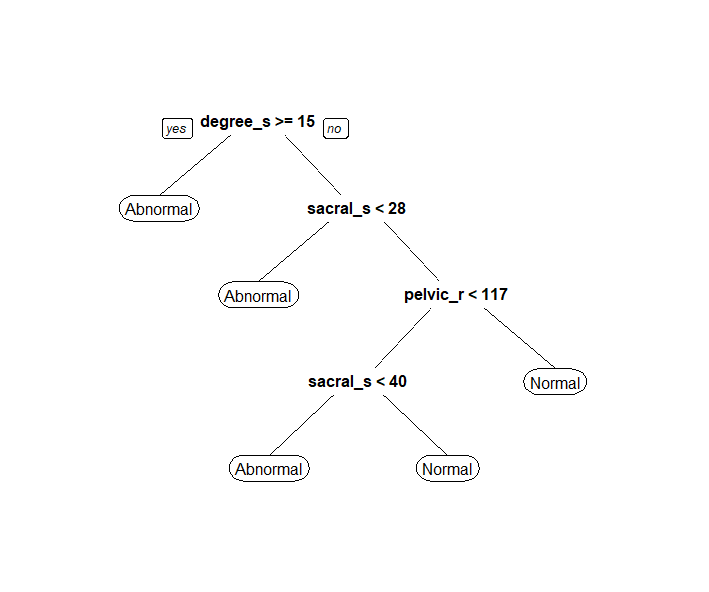 yes degree_s >= 15 no
Abnormal
sacral_s < 28
Abnormal
pelvic_r < 117
sacral_s < 40
Normal
Abnormal
Normal